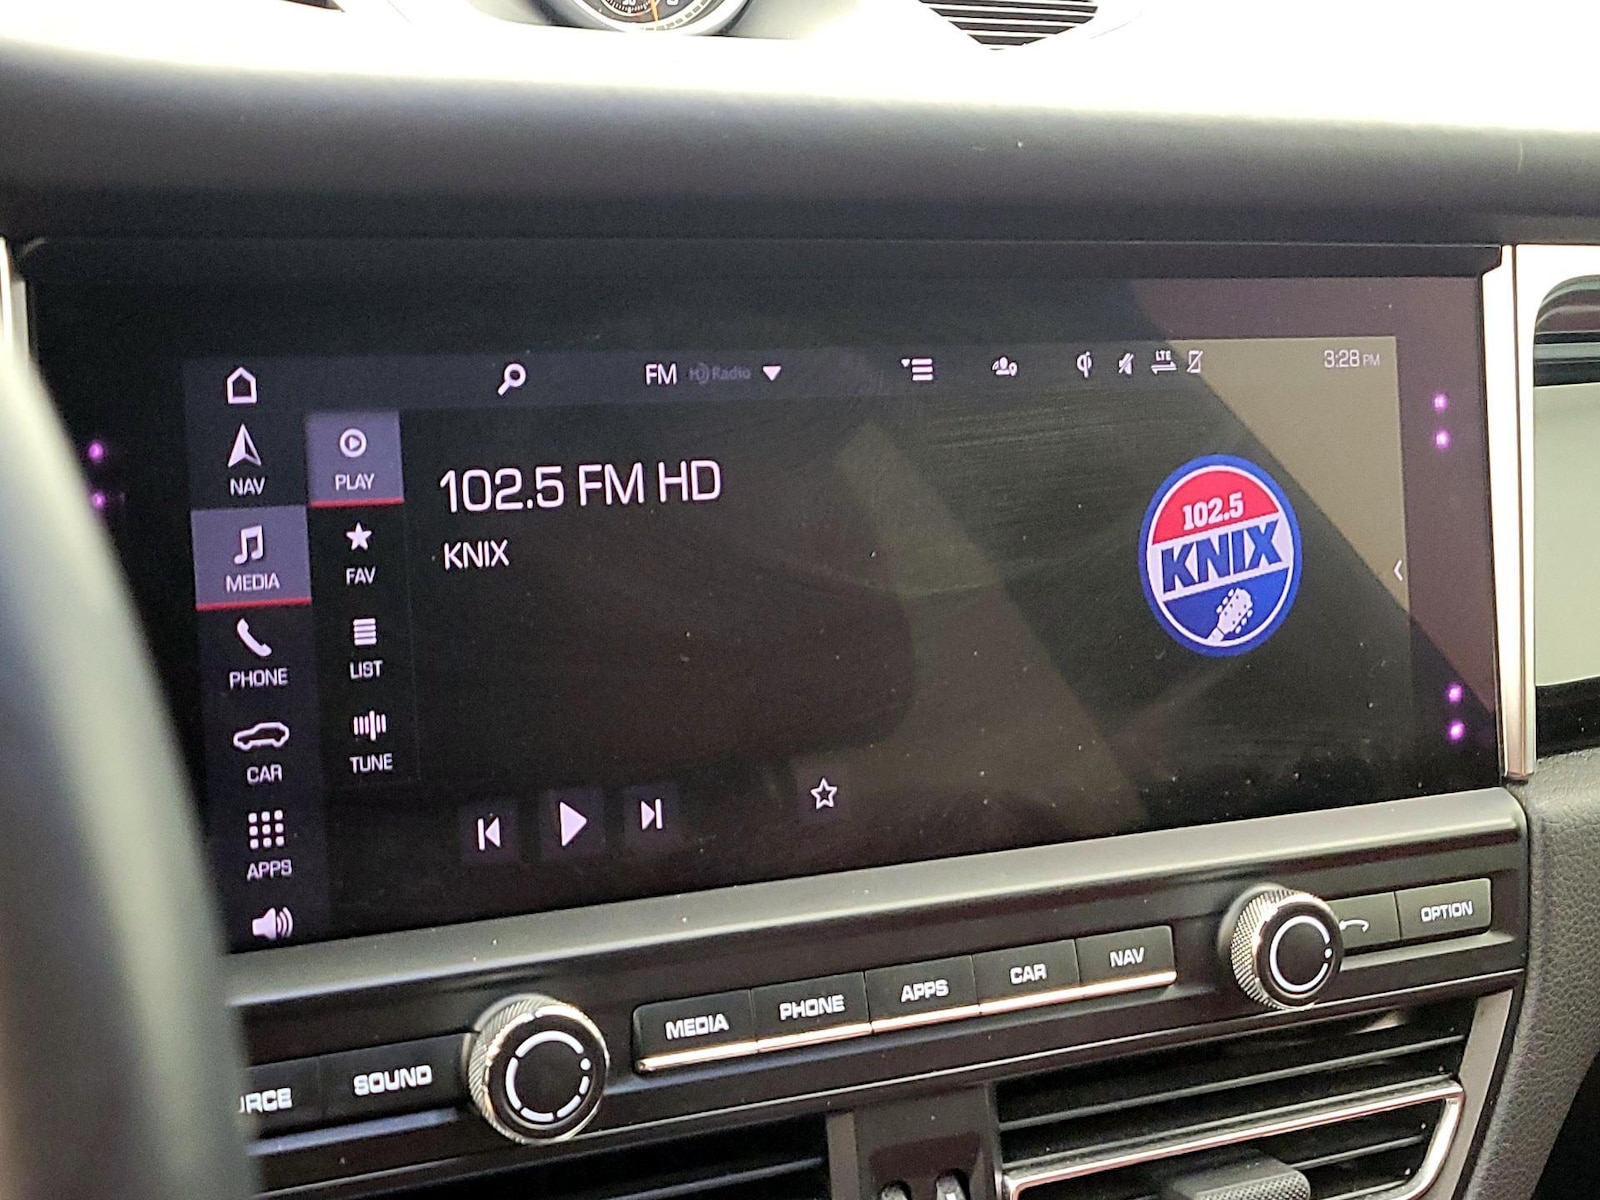 FM HD Radio
LTE
3:28 PM
NAV
PLAY
102.5 FM HD
KNIX
102.5
KNIX
MEDIA
FAV
PHONE
LIST
CAR
TUNE
APPS
SOUND
MEDIA
PHONE
APPS
CAR
NAV
OPTION